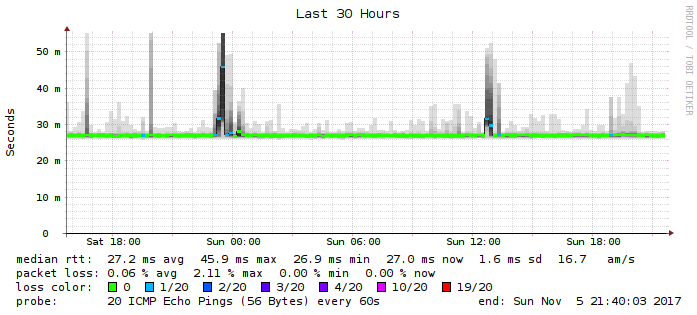 Last 30 Hours
RRDTOOL / TOBI OETIKER
Seconds
50 m
40 m
30 m
20 m
10 m
0
Sat 18:00 Sun 00:00 Sun 06:00 Sun 12:00 Sun 18:00
median rtt: 27.2 ms avg 45.9 ms max 26.9 ms min 27.0 ms now 1.6 ms sd 16.7 am/s
packet loss: 0.06 % avg 2.11 % max 0.00 % min 0.00 % now
loss color: 0 1/20 2/20 3/20 4/20 10/20 19/20
probe: 20 ICMP Echo Pings (56 Bytes) every 60s end: Sun Nov 5 21:40:03 2017